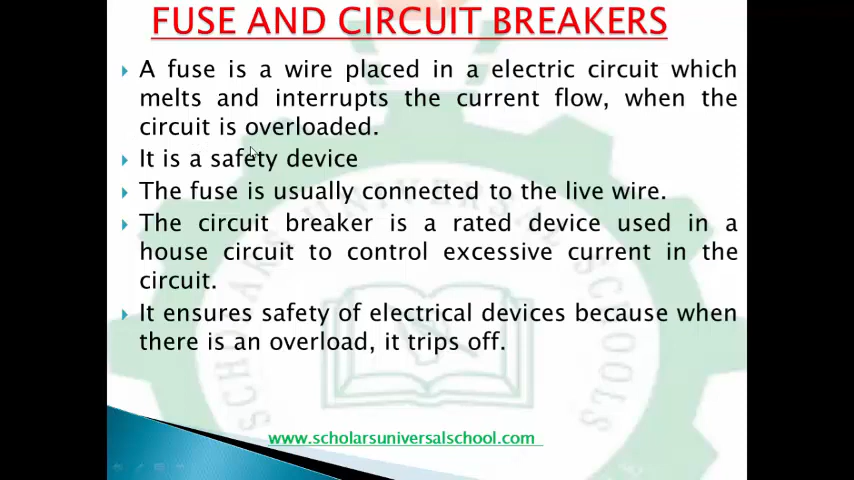 FUSE AND CIRCUIT BREAKERS
A fuse is a wire placed in a electric circuit which
melts and interrupts the current flow, when the
circuit is overloaded.
It is a safety device
The fuse is usually connected to the live wire.
The circuit breaker is a rated device used in a
house circuit to control excessive current in the
circuit.
It ensures safety of electrical devices because when
there is an overload, it trips off.
SCHOLARS UNIVERSAL SCHOOLS
www.scholarsuniversalschool.com